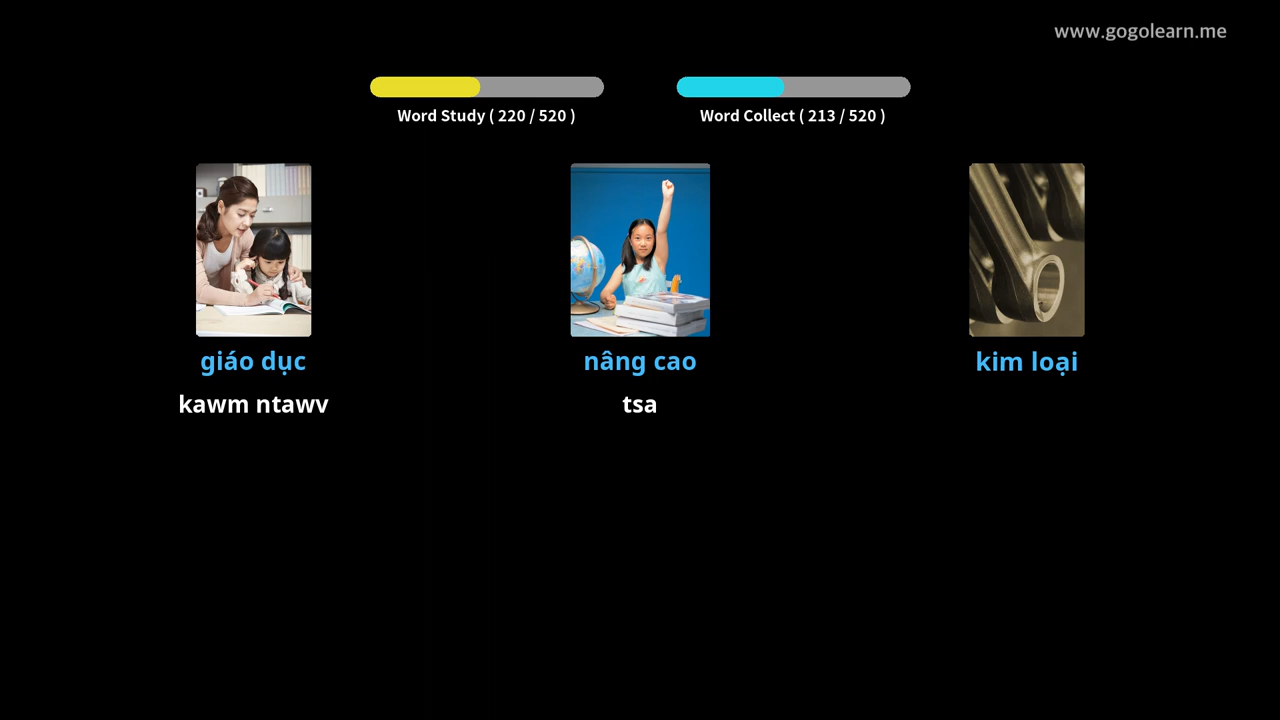 www.gogolearn.me
Word Study ( 220 / 520 )
Word Collect ( 213 / 520 )
giáo dục
nâng cao
kim loại
kawm ntawv
tsa